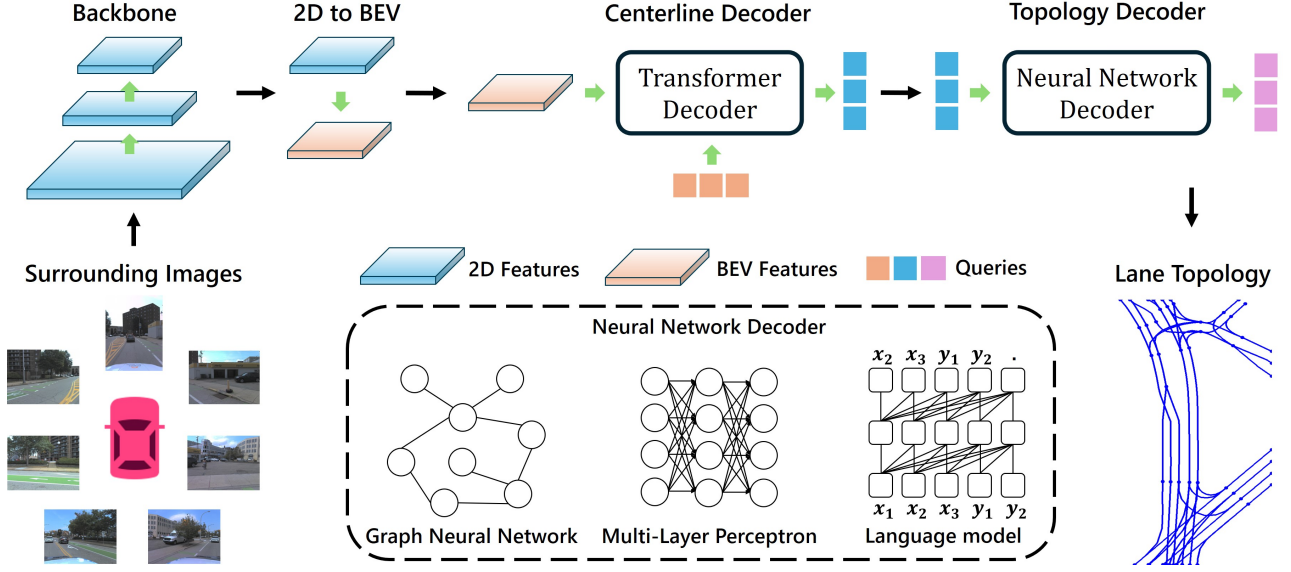 Backbone
2D to BEV
Centerline Decoder
Topology Decoder
Transformer
Decoder
Neural Network
Decoder
Surrounding Images
2D Features
BEV Features
Queries
Lane Topology
Neural Network Decoder
x₂ x₃ y₁ y₂ .
x₁ x₂ x₃ y₁ y₂
Graph Neural Network
Multi-Layer Perceptron
Language model